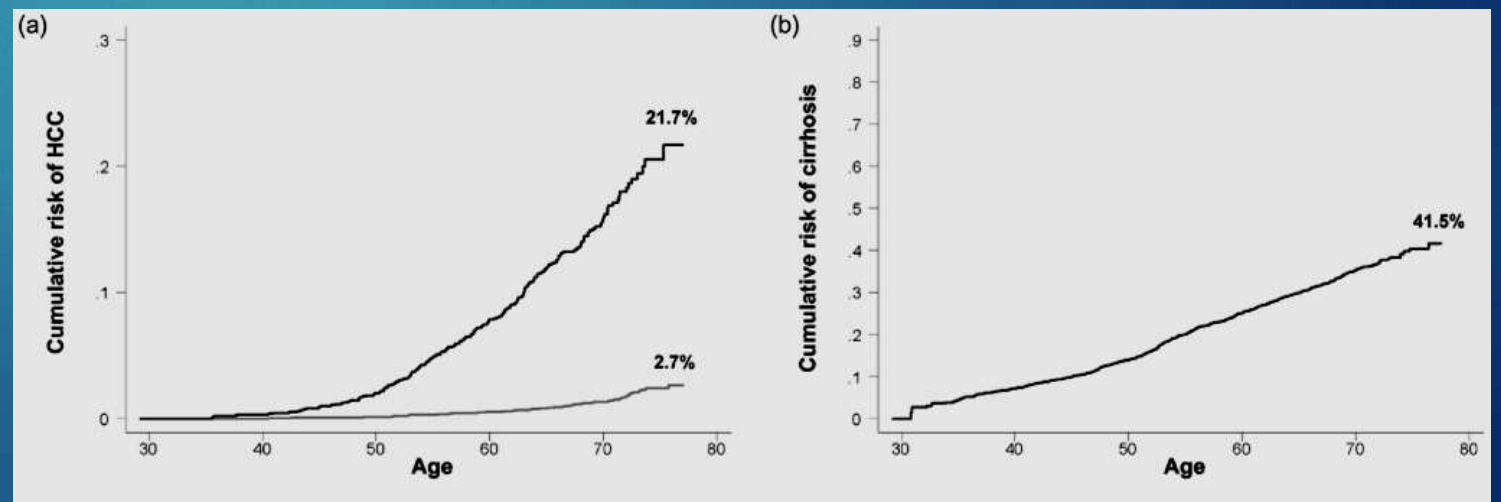 (a)
.3
.2
.1
0
Cumulative risk of HCC
21.7%
2.7%
30 40 50 60 70 80
Age
(b)
.9
.8
.7
.6
.5
.4
.3
.2
.1
0
Cumulative risk of cirrhosis
41.5%
30 40 50 60 70 80
Age